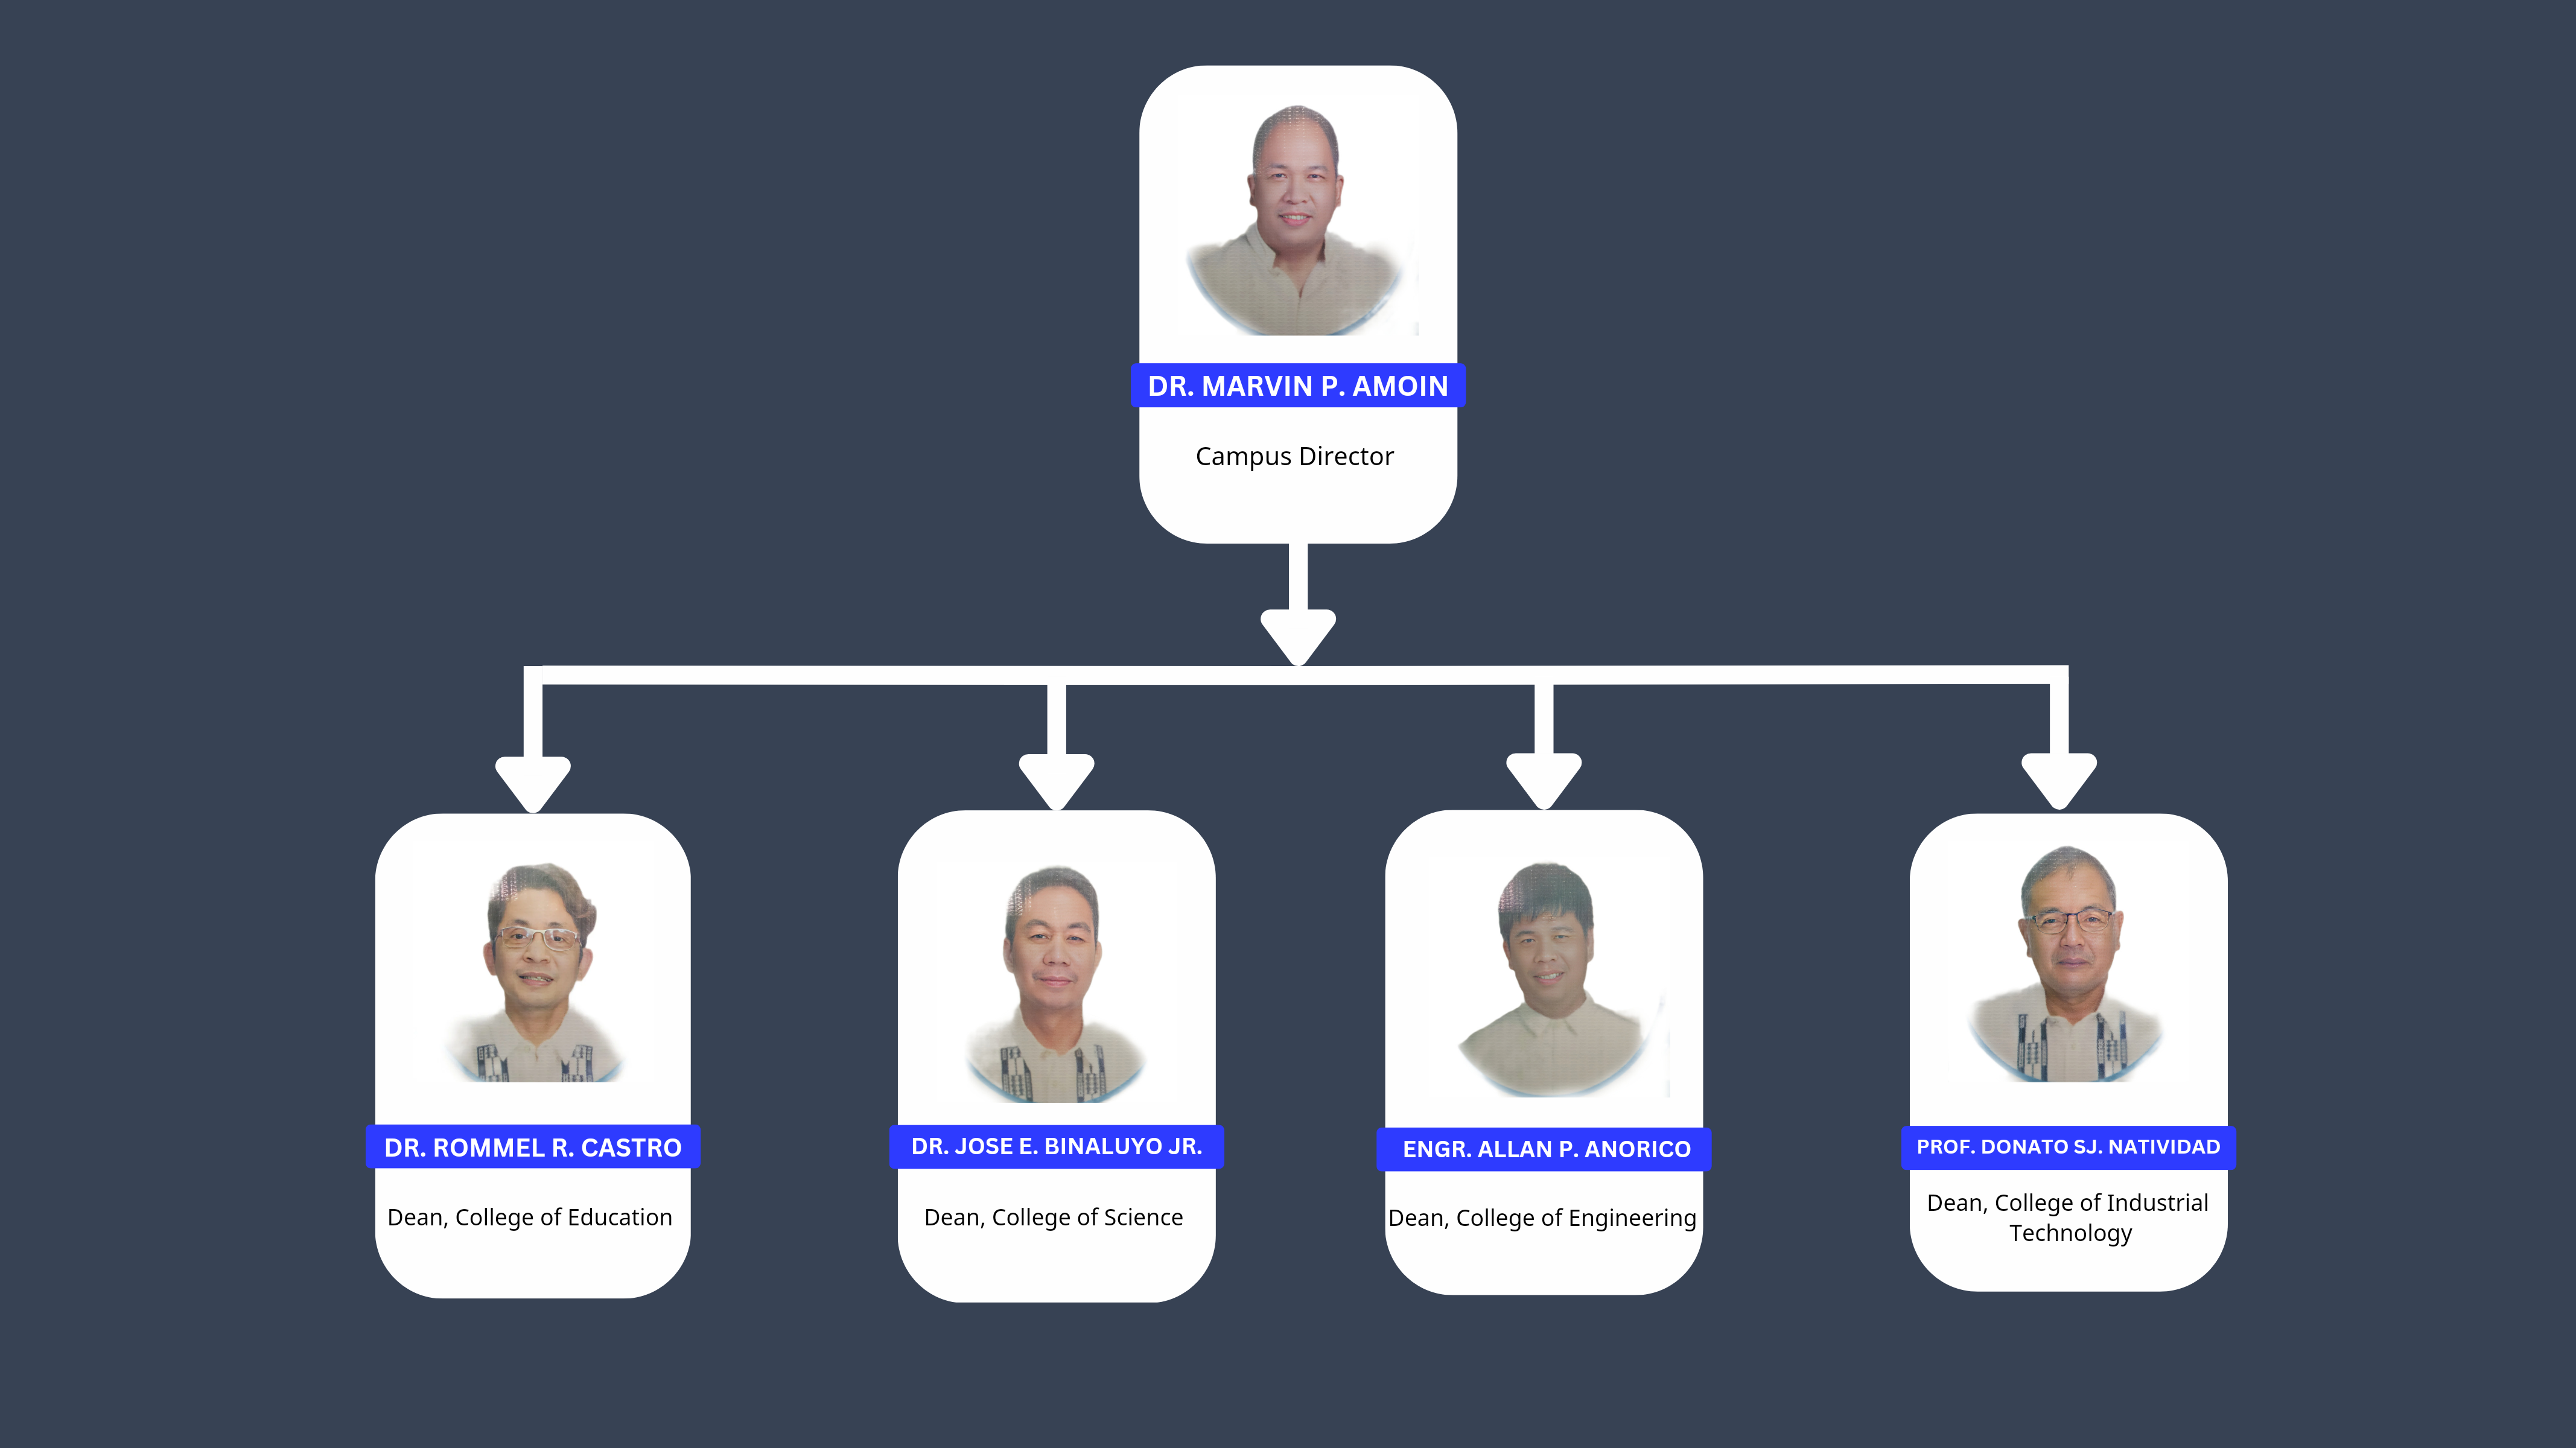 DR. MARVIN P. AMOIN
Campus Director
DR. ROMMEL R. CASTRO
Dean, College of Education
DR. JOSE E. BINALUYO JR.
Dean, College of Science
ENGR. ALLAN P. ANORICO
Dean, College of Engineering
PROF. DONATO SJ. NATIVIDAD
Dean, College of Industrial
Technology